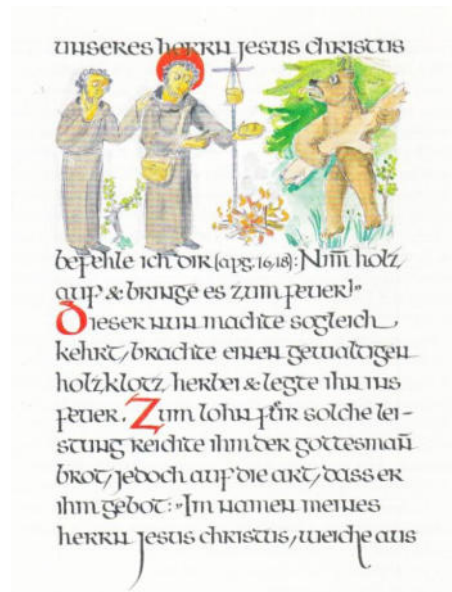 unseres herrn Jesus christus
befehle ich dir (apg. 16,18): Nim̄ holz
auf & bringe es zum feuer!«
Dieser nun machte sogleich
kehrt, brachte einen gewaltigen
holzklotz herbei & legte ihn ins
feuer. Zum lohn für solche lei-
stung reichte ihm der gottesmañ
brot, jedoch auf die art, dass er
ihm gebot: »Im namen meines
herrn Jesus christus, weiche aus